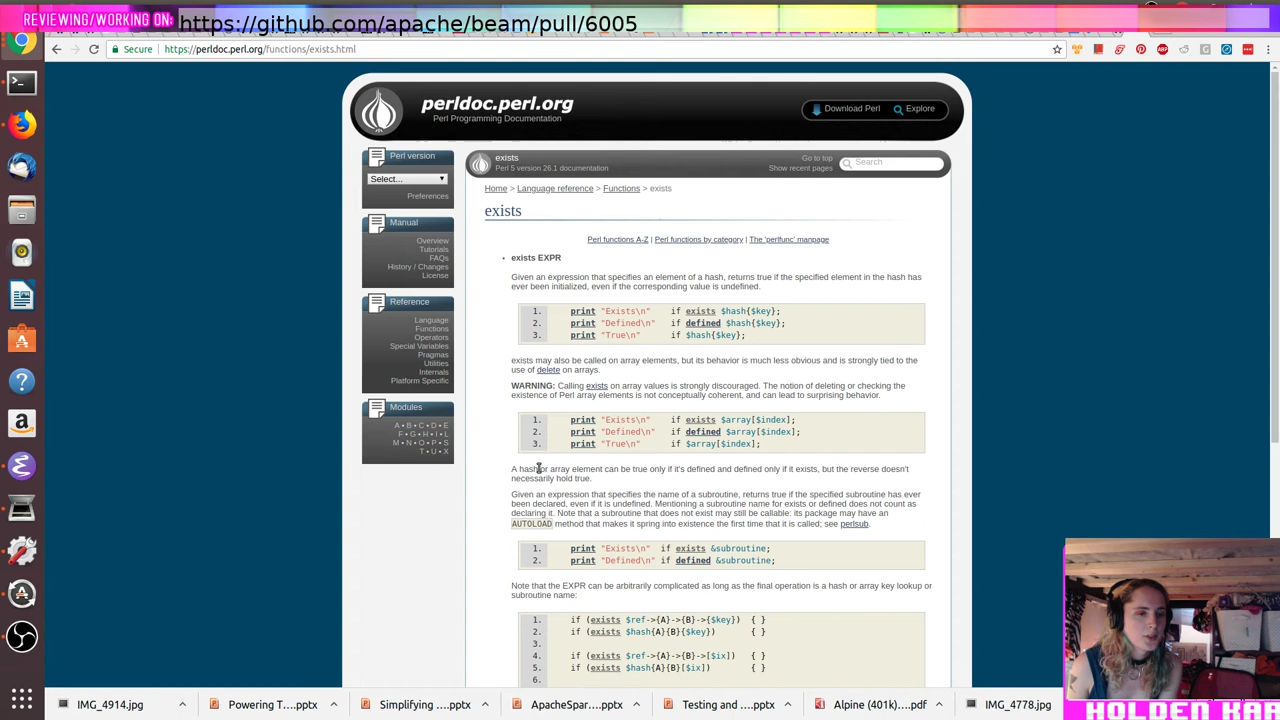 REVIEWING/WORKING ON: https://github.com/apache/beam/pull/6005
Secure https://perldoc.perl.org/functions/exists.html
perldoc.perl.org
Perl Programming Documentation
Download Perl Explore
Perl version
Select...
Preferences
Manual
Overview
Tutorials
FAQs
History / Changes
License
Reference
Language
Functions
Operators
Special Variables
Pragmas
Utilities
Internals
Platform Specific
Modules
A • B • C • D • E
F • G • H • I • L
M • N • O • P • S
T • U • X
exists
Perl 5 version 26.1 documentation
Go to top
Show recent pages
Search
Home > Language reference > Functions > exists
exists
Perl functions A-Z | Perl functions by category | The 'perlfunc' manpage
• exists EXPR
Given an expression that specifies an element of a hash, returns true if the specified element in the hash has
ever been initialized, even if the corresponding value is undefined.
1. print "Exists\n" if exists $hash{$key};
2. print "Defined\n" if defined $hash{$key};
3. print "True\n" if $hash{$key};
exists may also be called on array elements, but its behavior is much less obvious and is strongly tied to the
use of delete on arrays.
WARNING: Calling exists on array values is strongly discouraged. The notion of deleting or checking the
existence of Perl array elements is not conceptually coherent, and can lead to surprising behavior.
1. print "Exists\n" if exists $array[$index];
2. print "Defined\n" if defined $array[$index];
3. print "True\n" if $array[$index];
A hash or array element can be true only if it's defined and defined only if it exists, but the reverse doesn't
necessarily hold true.
Given an expression that specifies the name of a subroutine, returns true if the specified subroutine has ever
been declared, even if it is undefined. Mentioning a subroutine name for exists or defined does not count as
declaring it. Note that a subroutine that does not exist may still be callable: its package may have an
AUTOLOAD method that makes it spring into existence the first time that it is called; see perlsub.
1. print "Exists\n" if exists &subroutine;
2. print "Defined\n" if defined &subroutine;
Note that the EXPR can be arbitrarily complicated as long as the final operation is a hash or array key lookup or
subroutine name:
1. if (exists $ref->{A}->{B}->{$key}) { }
2. if (exists $hash{A}{B}{$key}) { }
3.
4. if (exists $ref->{A}->{B}->[$ix]) { }
5. if (exists $hash{A}{B}[$ix]) { }
6.
IMG_4914.jpg
Powering T....pptx
Simplifying ....pptx
ApacheSpar....pptx
Testing and ....pptx
Alpine (401k)....pdf
IMG_4778.jpg
HOLDEN KAR